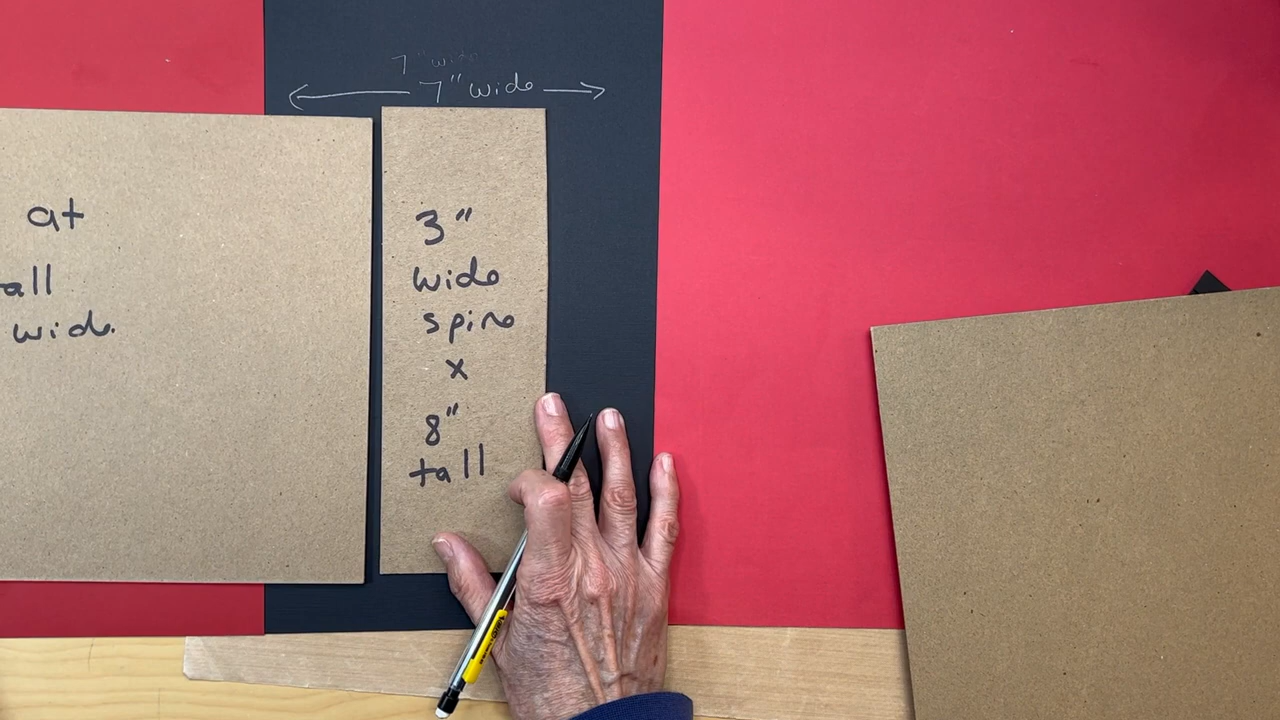 7" wide
7" wide
at
all
wide.
3"
wide
spine
x
8"
tall